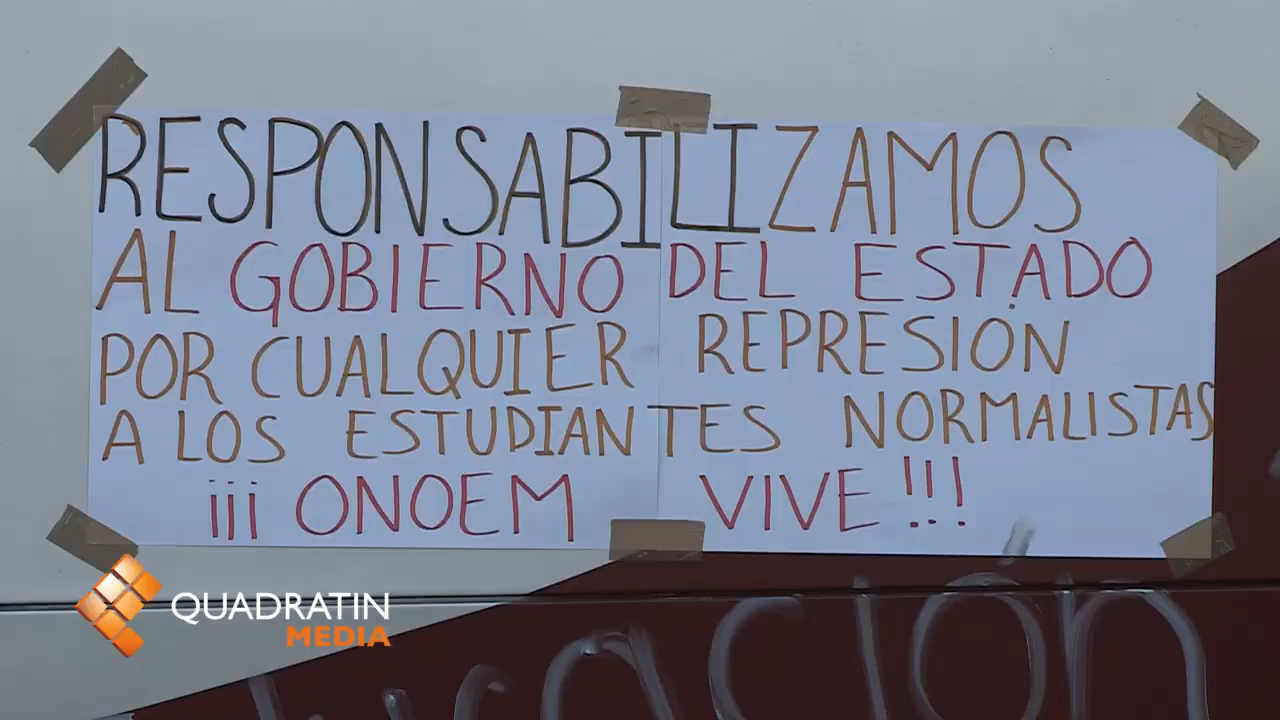 RESPONSABILIZAMOS
AL GOBIERNO DEL ESTADO
POR CUALQUIER REPRESIÓN
A LOS ESTUDIANTES NORMALISTAS
¡¡¡ ONOEM VIVE!!!
QUADRATIN
MEDIA